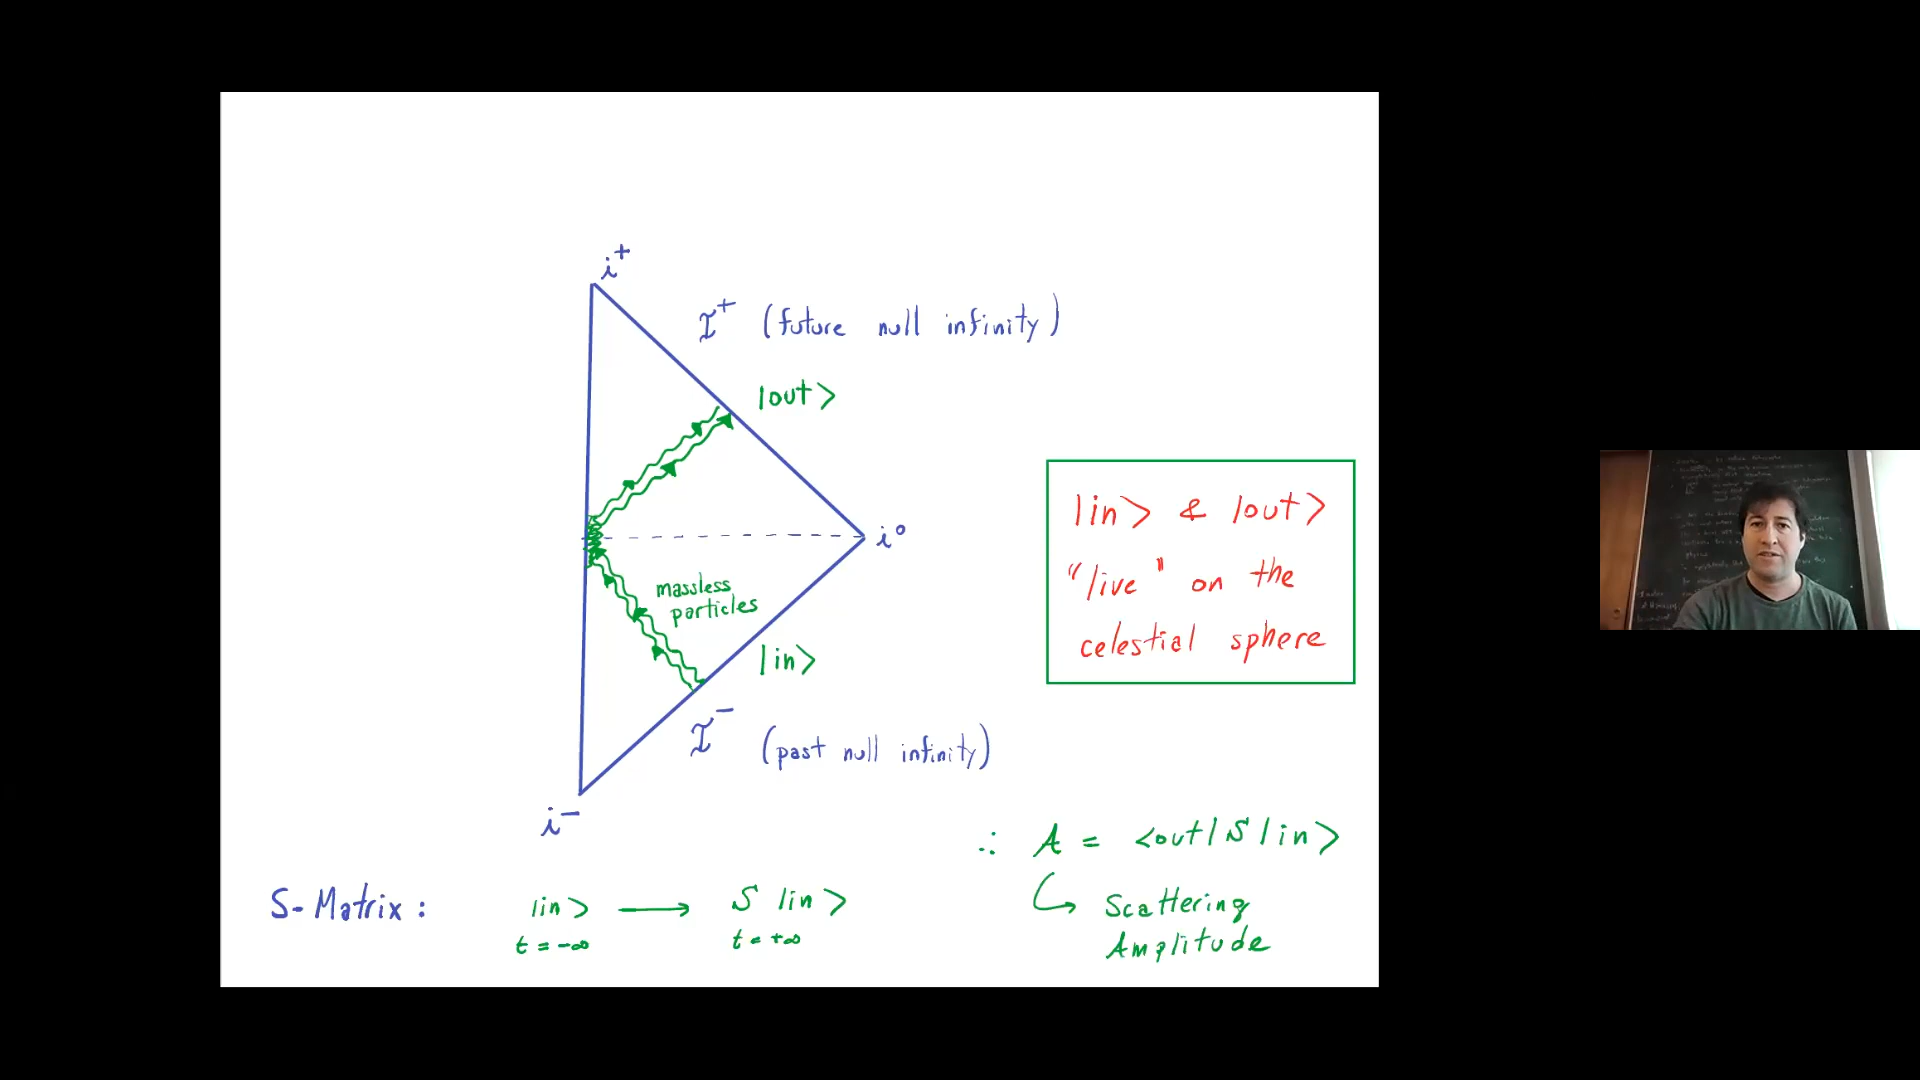 i⁺
ℐ⁺ (future null infinity)
|out>
i⁰
massless
particles
|in>
ℐ⁻ (past null infinity)
i⁻
|in> & |out>
"live" on the
celestial sphere
S-Matrix: |in> ⟶ S |in>
t = -∞ t = +∞
∴ A = <out|S|in>
↪ Scattering
Amplitude